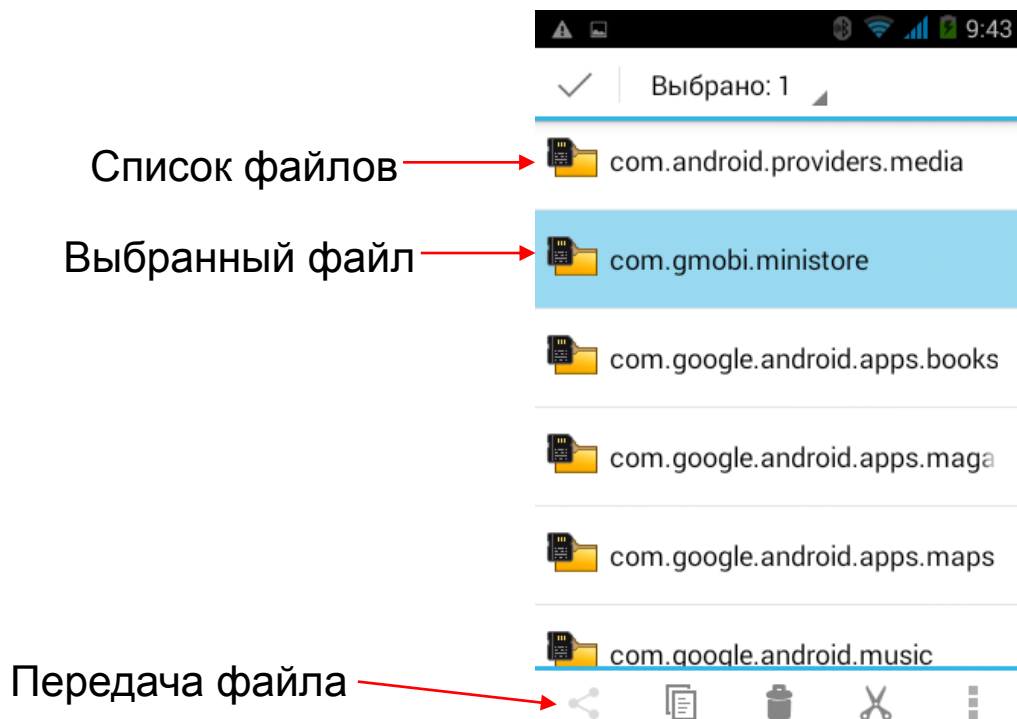 9:43
Выбрано: 1
Список файлов
com.android.providers.media
Выбранный файл
com.gmobi.ministore
com.google.android.apps.books
com.google.android.apps.maga
com.google.android.apps.maps
com.google.android.music
Передача файла